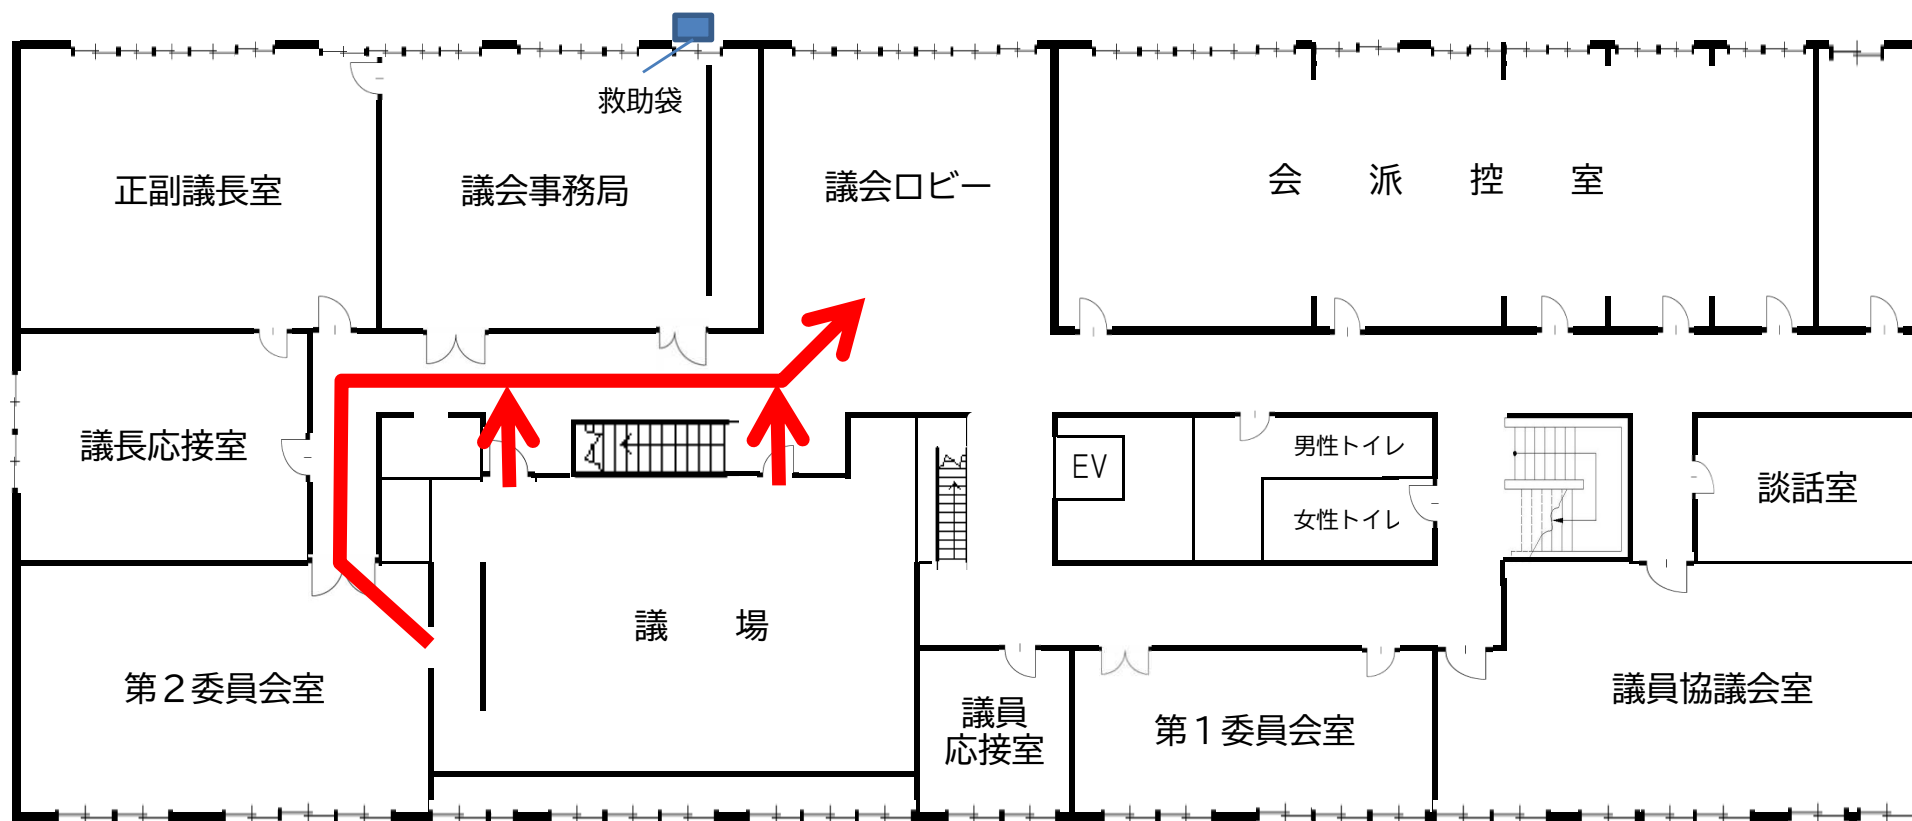 救助袋
正副議長室
議会事務局
議会ロビー
会派控室
議長応接室
EV
男性トイレ
女性トイレ
談話室
議場
第２委員会室
議員
応接室
第１委員会室
議員協議会室